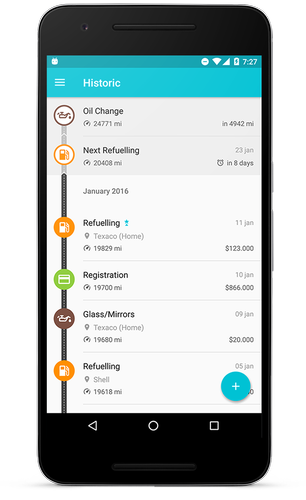 7:27
Historic
Oil Change
24771 mi
in 4942 mi
Next Refuelling
23 jan
20408 mi
in 8 days
January 2016
Refuelling
11 jan
Texaco (Home)
19829 mi
$123.000
Registration
10 jan
19700 mi
$866.000
Glass/Mirrors
09 jan
Texaco (Home)
19680 mi
$20.000
Refuelling
05 jan
Shell
19618 mi